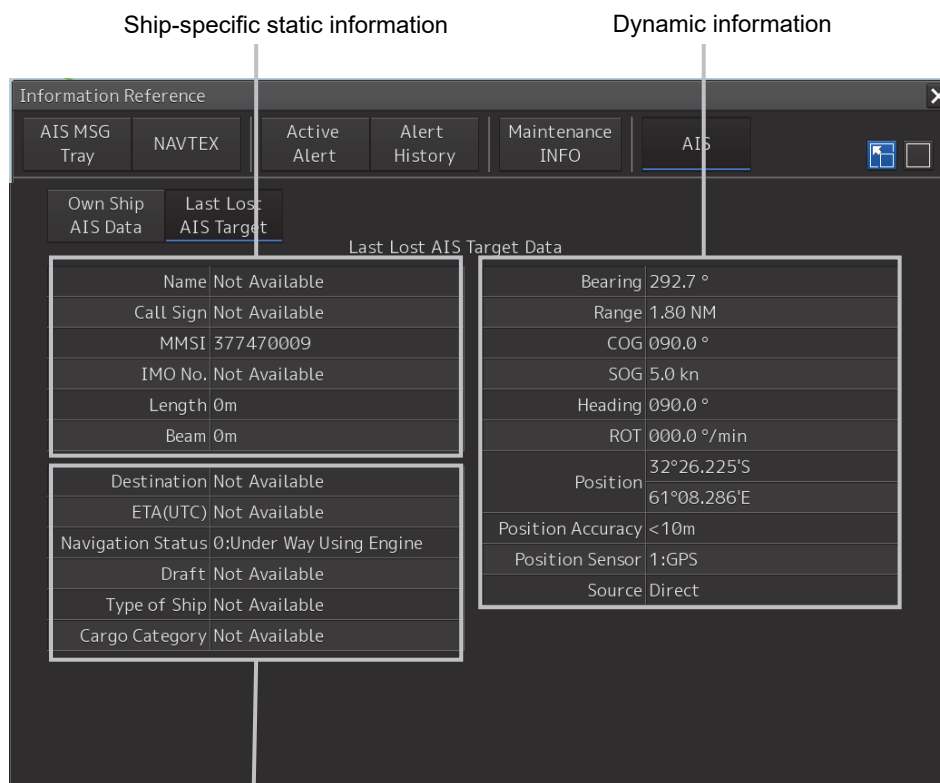 Ship-specific static information
Dynamic information
Information Reference
AIS MSG
Tray
NAVTEX
Active
Alert
Alert
History
Maintenance
INFO
AIS
Own Ship
AIS Data
Last Lost
AIS Target
Last Lost AIS Target Data
Name Not Available
Call Sign Not Available
MMSI 377470009
IMO No. Not Available
Length 0m
Beam 0m
Destination Not Available
ETA(UTC) Not Available
Navigation Status 0:Under Way Using Engine
Draft Not Available
Type of Ship Not Available
Cargo Category Not Available
Bearing 292.7 °
Range 1.80 NM
COG 090.0 °
SOG 5.0 kn
Heading 090.0 °
ROT 000.0 °/min
Position 32°26.225'S
61°08.286'E
Position Accuracy <10m
Position Sensor 1:GPS
Source Direct